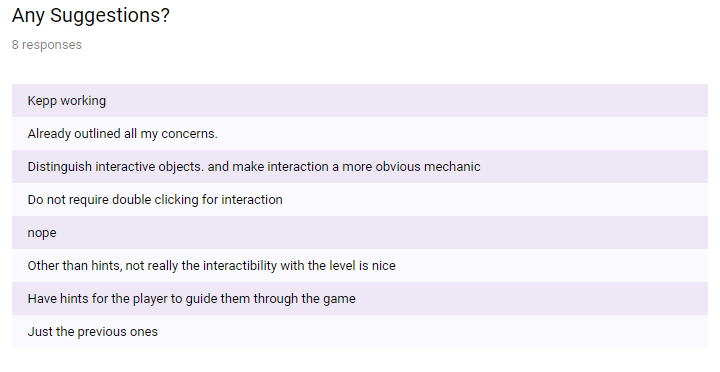 Any Suggestions?
8 responses
Kepp working
Already outlined all my concerns.
Distinguish interactive objects. and make interaction a more obvious mechanic
Do not require double clicking for interaction
nope
Other than hints, not really the interactibility with the level is nice
Have hints for the player to guide them through the game
Just the previous ones